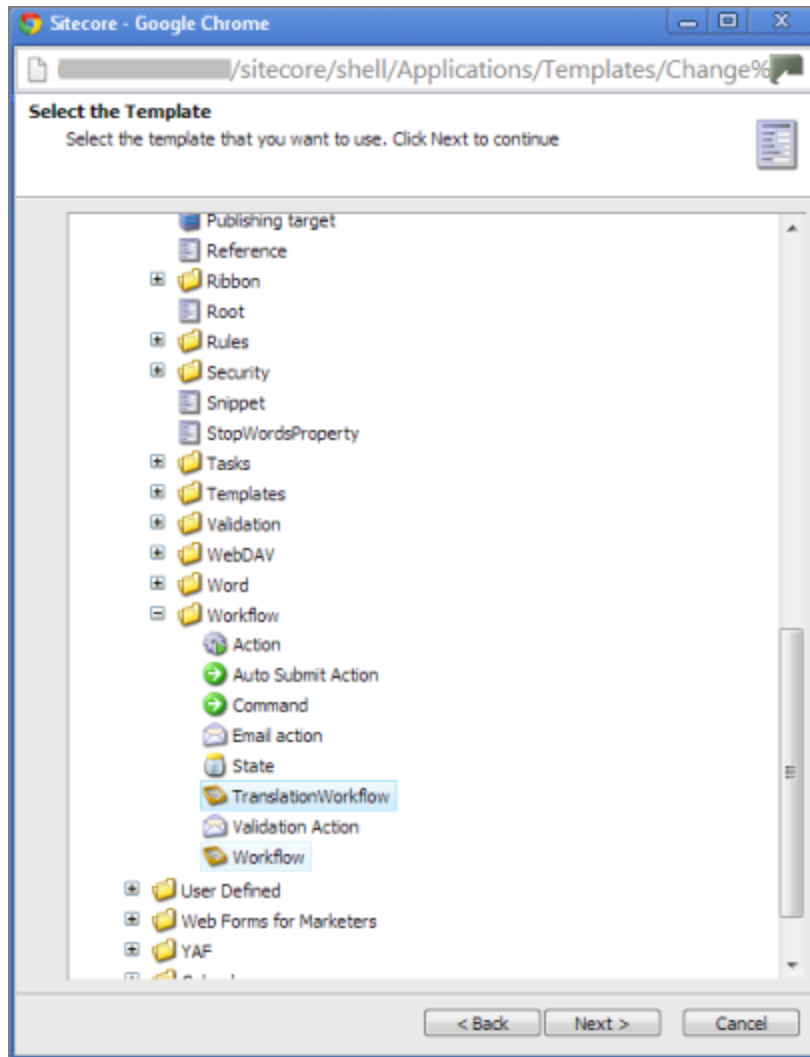 Sitecore - Google Chrome
/sitecore/shell/Applications/Templates/Change%
Select the Template
Select the template that you want to use. Click Next to continue
Publishing target
Reference
Ribbon
Root
Rules
Security
Snippet
StopWordsProperty
Tasks
Templates
Validation
WebDAV
Word
Workflow
Action
Auto Submit Action
Command
Email action
State
TranslationWorkflow
Validation Action
Workflow
User Defined
Web Forms for Marketers
YAF
< Back Next > Cancel